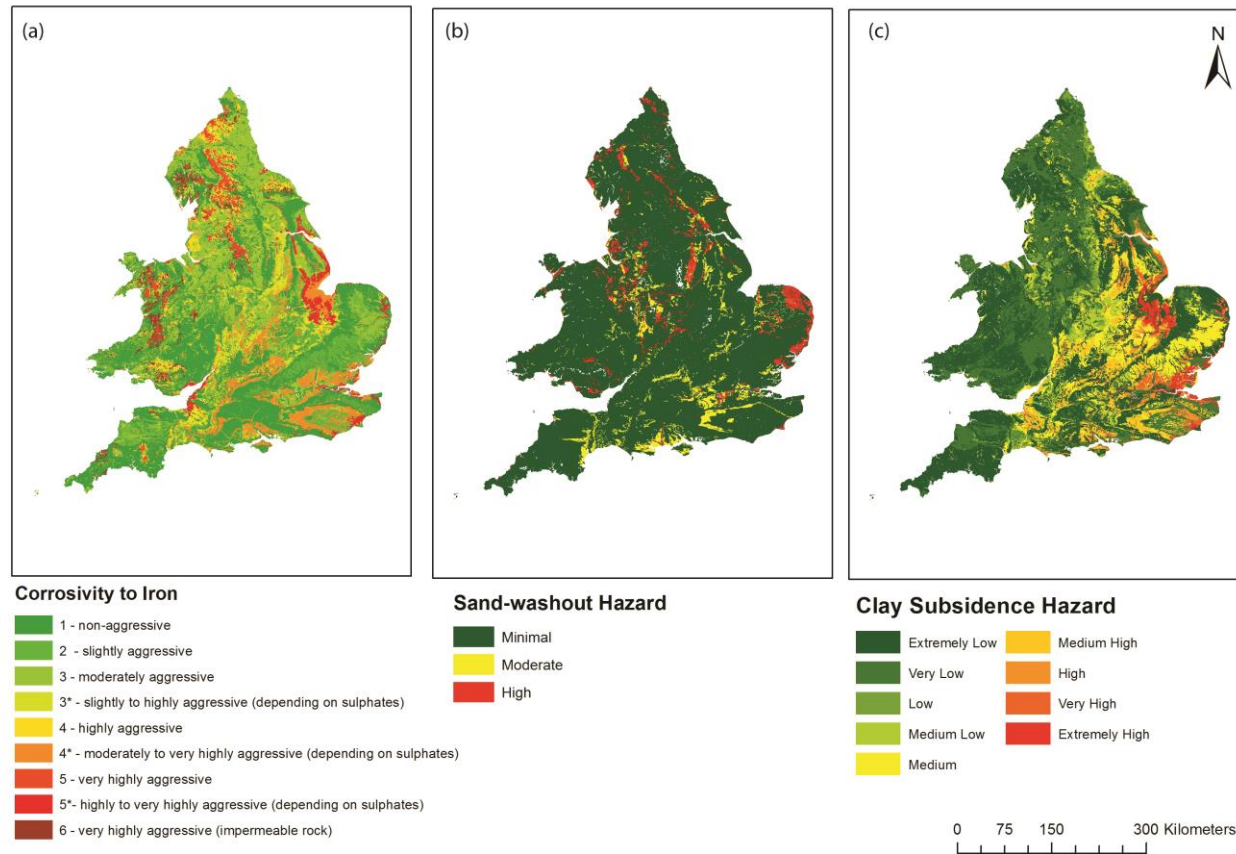 (a)
(b)
(c)
N
Corrosivity to Iron
1 - non-aggressive
2 - slightly aggressive
3 - moderately aggressive
3* - slightly to highly aggressive (depending on sulphates)
4 - highly aggressive
4* - moderately to very highly aggressive (depending on sulphates)
5 - very highly aggressive
5*- highly to very highly aggressive (depending on sulphates)
6 - very highly aggressive (impermeable rock)
Sand-washout Hazard
Minimal
Moderate
High
Clay Subsidence Hazard
Extremely Low
Very Low
Low
Medium Low
Medium
Medium High
High
Very High
Extremely High
0 75 150 300 Kilometers